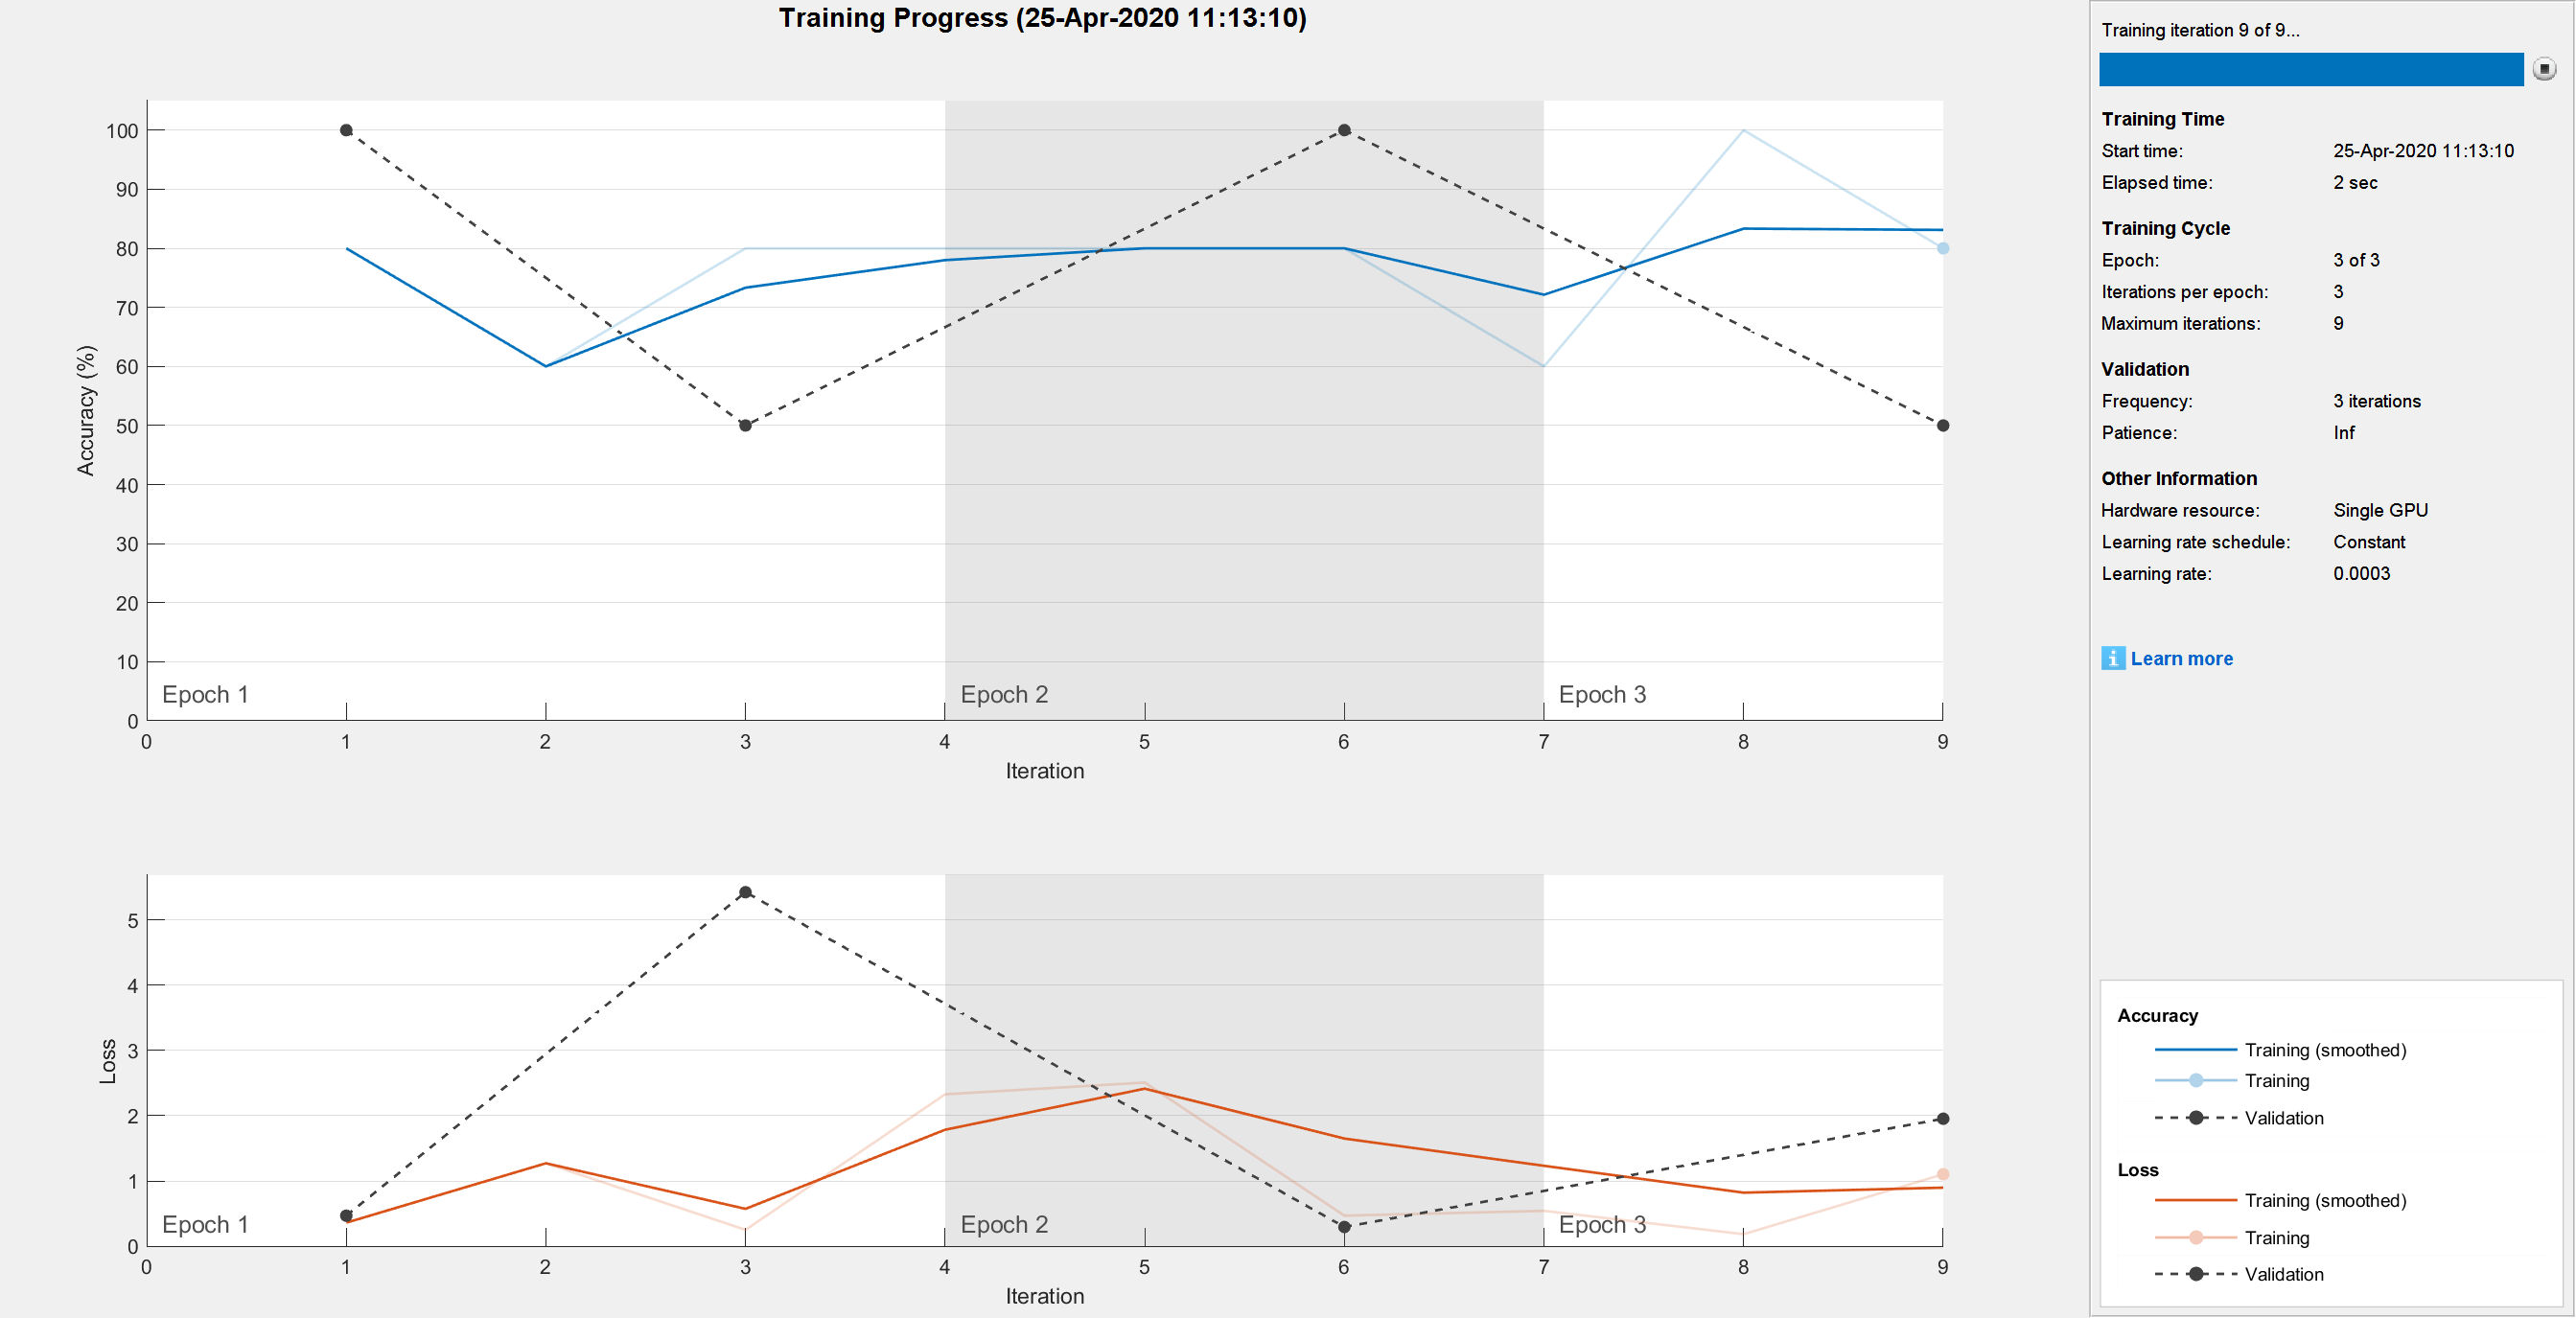 Training Progress (25-Apr-2020 11:13:10)
Accuracy (%)
100
90
80
70
60
50
40
30
20
10
0
Epoch 1 Epoch 2 Epoch 3
0 1 2 3 4 5 6 7 8 9
Iteration
Loss
5
4
3
2
1
0
Epoch 1 Epoch 2 Epoch 3
0 1 2 3 4 5 6 7 8 9
Iteration
Training iteration 9 of 9...
Training Time
Start time: 25-Apr-2020 11:13:10
Elapsed time: 2 sec
Training Cycle
Epoch: 3 of 3
Iterations per epoch: 3
Maximum iterations: 9
Validation
Frequency: 3 iterations
Patience: Inf
Other Information
Hardware resource: Single GPU
Learning rate schedule: Constant
Learning rate: 0.0003
i Learn more
Accuracy
Training (smoothed)
Training
Validation
Loss
Training (smoothed)
Training
Validation